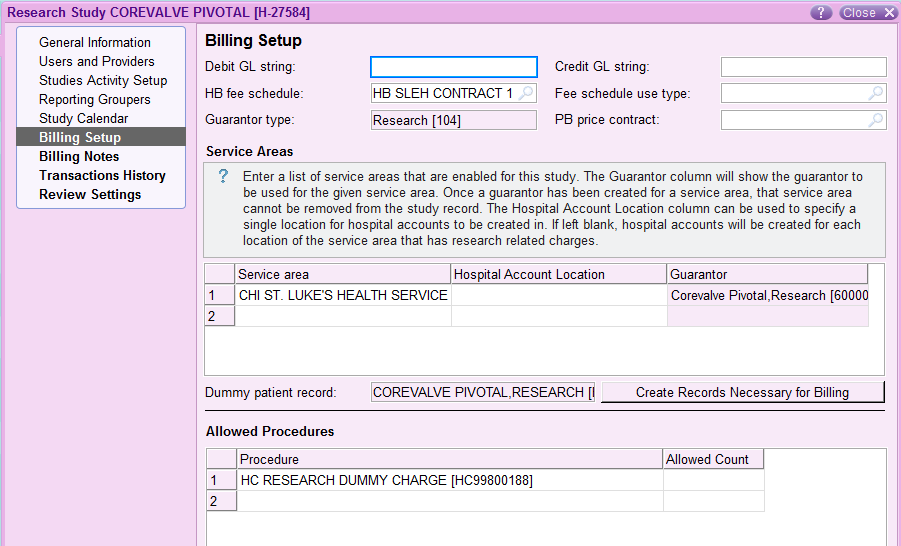 Research Study COREVALVE PIVOTAL [H-27584]
? Close X
General Information
Users and Providers
Studies Activity Setup
Reporting Groupers
Study Calendar
Billing Setup
Billing Notes
Transactions History
Review Settings
Billing Setup
Debit GL string:
Credit GL string:
HB fee schedule: HB SLEH CONTRACT 1
Fee schedule use type:
Guarantor type: Research [104]
PB price contract:
Service Areas
? Enter a list of service areas that are enabled for this study. The Guarantor column will show the guarantor to
be used for the given service area. Once a guarantor has been created for a service area, that service area
cannot be removed from the study record. The Hospital Account Location column can be used to specify a
single location for hospital accounts to be created in. If left blank, hospital accounts will be created for each
location of the service area that has research related charges.
Service area Hospital Account Location Guarantor
1 CHI ST. LUKE'S HEALTH SERVICE Corevalve Pivotal,Research [60000
2
Dummy patient record: COREVALVE PIVOTAL,RESEARCH [
Create Records Necessary for Billing
Allowed Procedures
Procedure Allowed Count
1 HC RESEARCH DUMMY CHARGE [HC99800188]
2